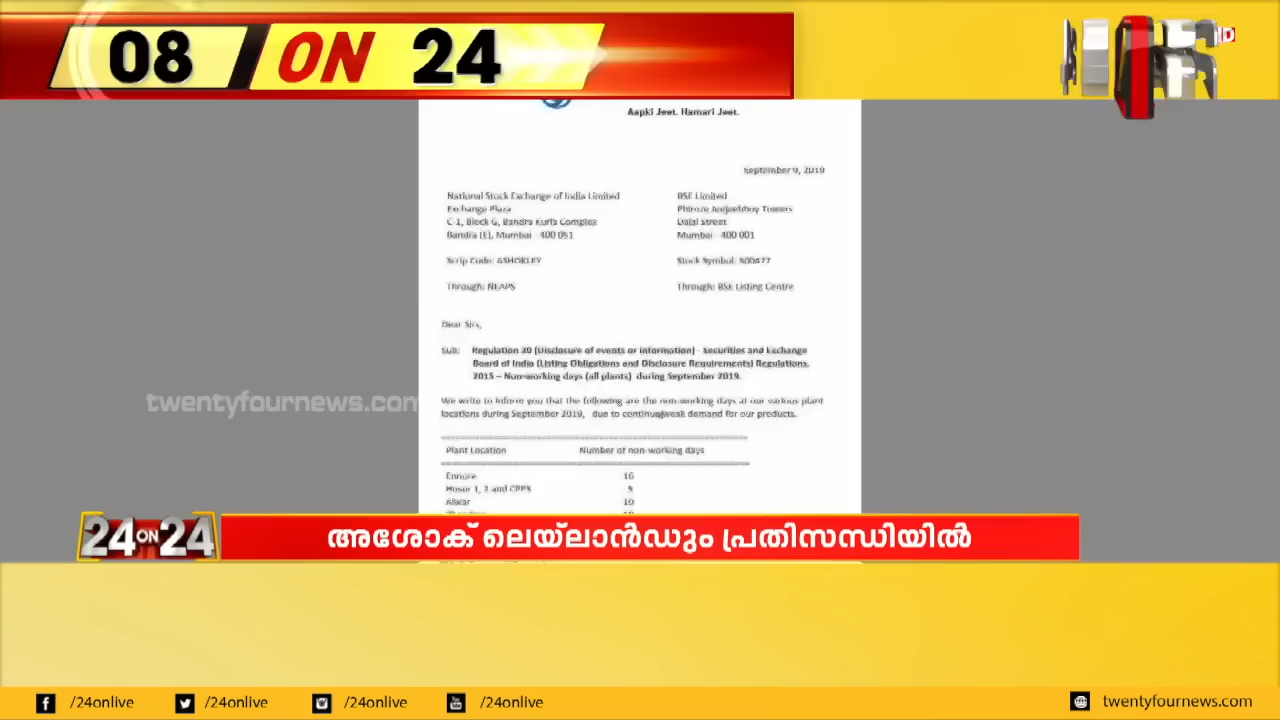 08 ON 24
HD
Aapki Jeet. Hamari Jeet.
September 9, 2019
National Stock Exchange of India Limited
Exchange Plaza
C-1, Block G, Bandra Kurla Complex
Bandra (E), Mumbai - 400 051
BSE Limited
Phiroze Jeejeebhoy Towers
Dalal Street
Mumbai - 400 001
Scrip Code: ASHOKLEY
Stock Symbol: 500477
Through: NEAPS
Through: BSE Listing Centre
Dear Sirs,
Sub: Regulation 30 (Disclosure of events or information) - Securities and Exchange
Board of India (Listing Obligations and Disclosure Requirements) Regulations,
2015 – Non-working days (all plants) during September 2019.
We write to inform you that the following are the non-working days at our various plant
locations during September 2019, due to continued weak demand for our products.
Plant Location Number of non-working days
Ennore 16
Hosur 1, 2 and CPPS 5
Alwar 10
twentyfournews.com
24 ON 24
അശോക് ലെയ്‌ലാൻഡും പ്രതിസന്ധിയിൽ
/24onlive /24onlive /24onlive /24onlive twentyfournews.com